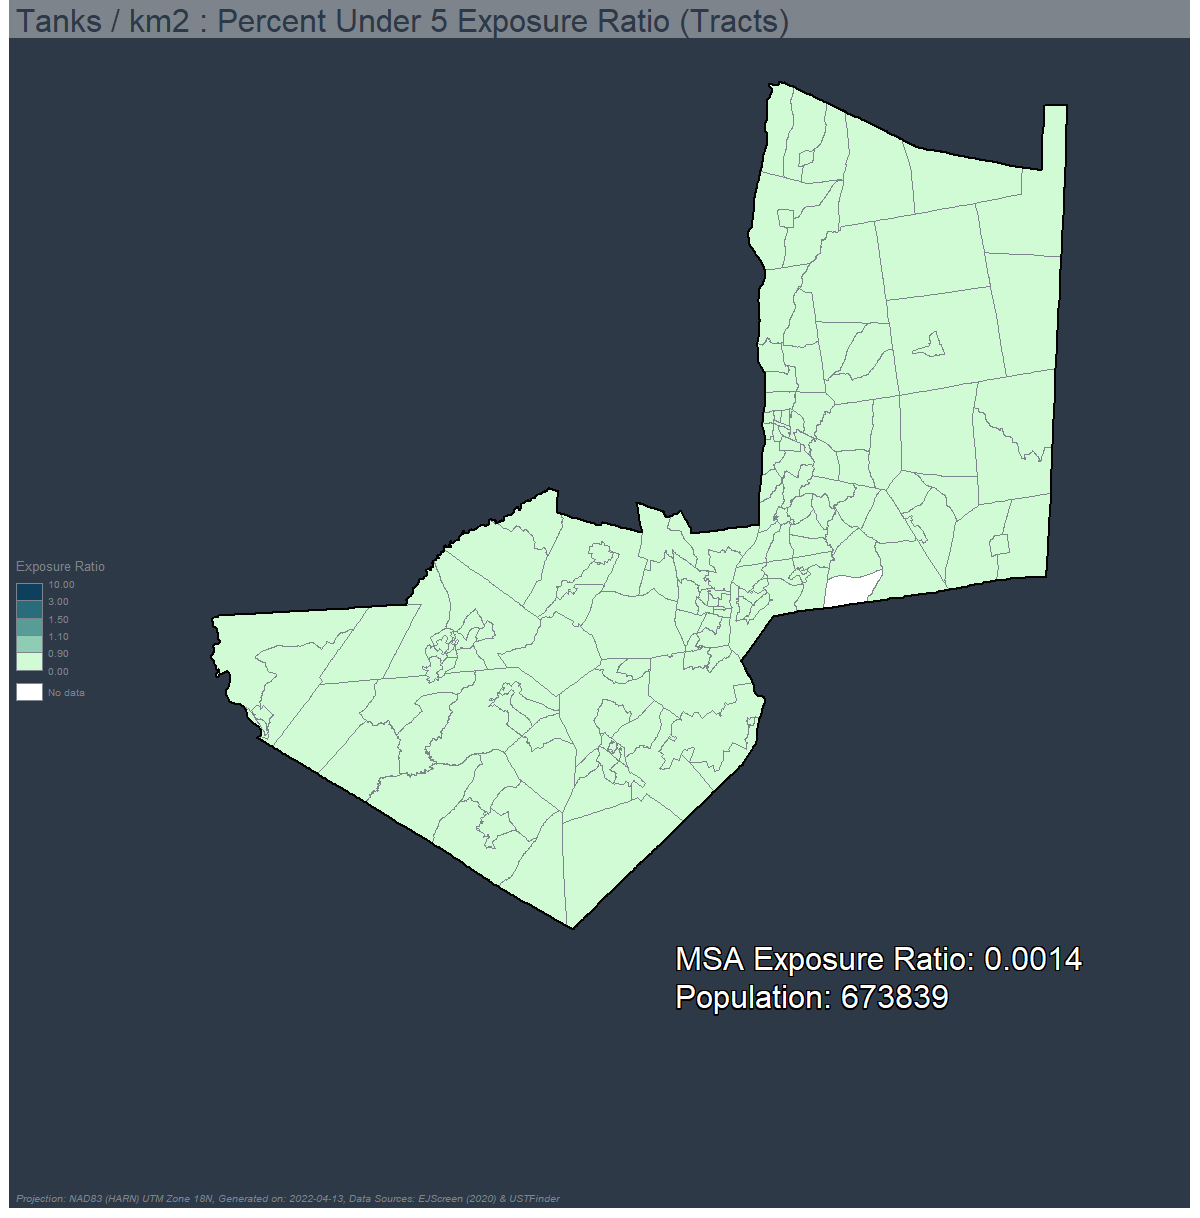 Tanks / km2 : Percent Under 5 Exposure Ratio (Tracts)
Exposure Ratio
10.00
3.00
1.50
1.10
0.90
0.00
No data
MSA Exposure Ratio: 0.0014
Population: 673839
Projection: NAD83 (HARN) UTM Zone 18N, Generated on: 2022-04-13, Data Sources: EJScreen (2020) & USTFinder